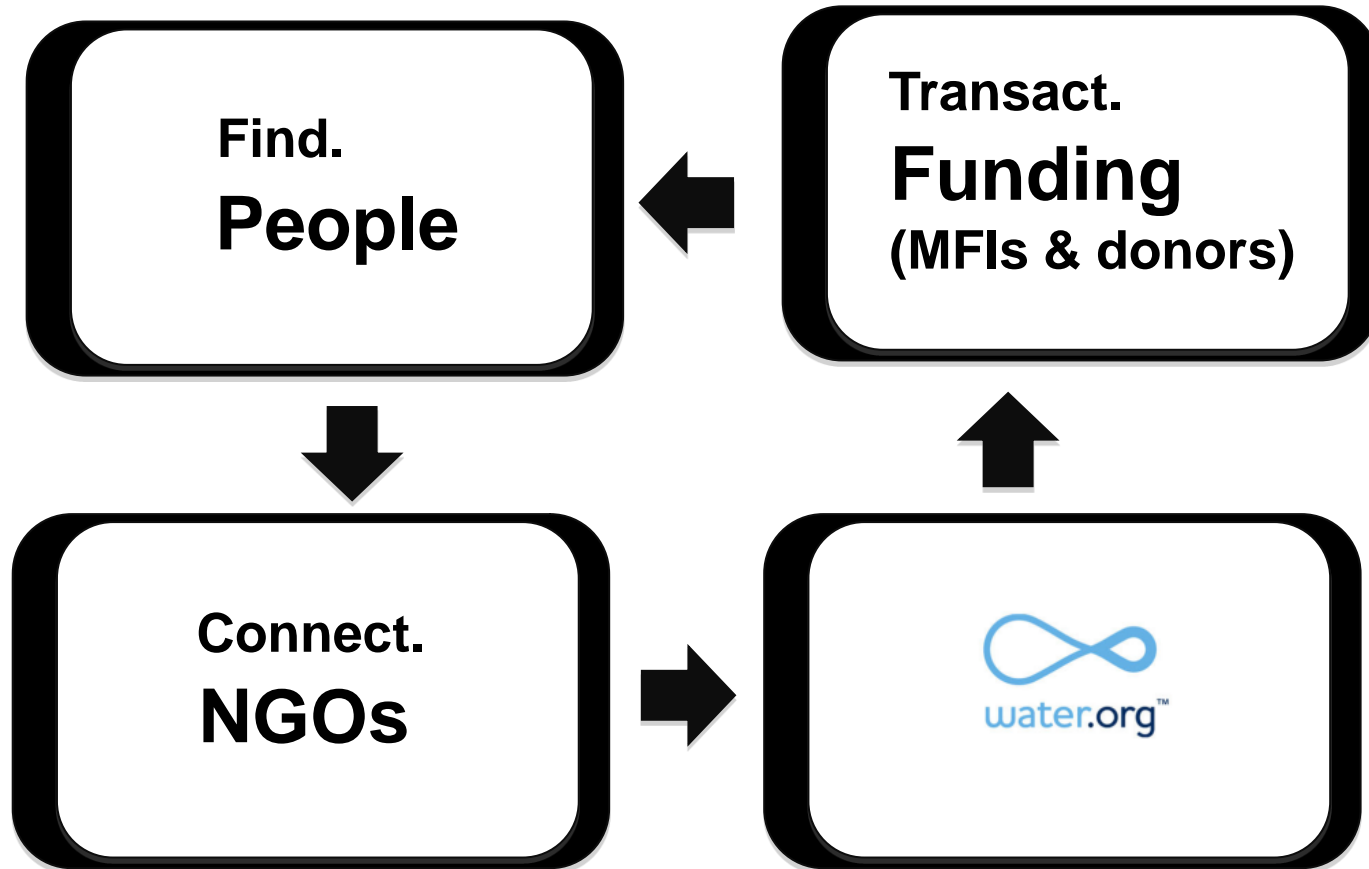 Find.
People
Transact.
Funding
(MFIs & donors)
Connect.
NGOs
water.org™